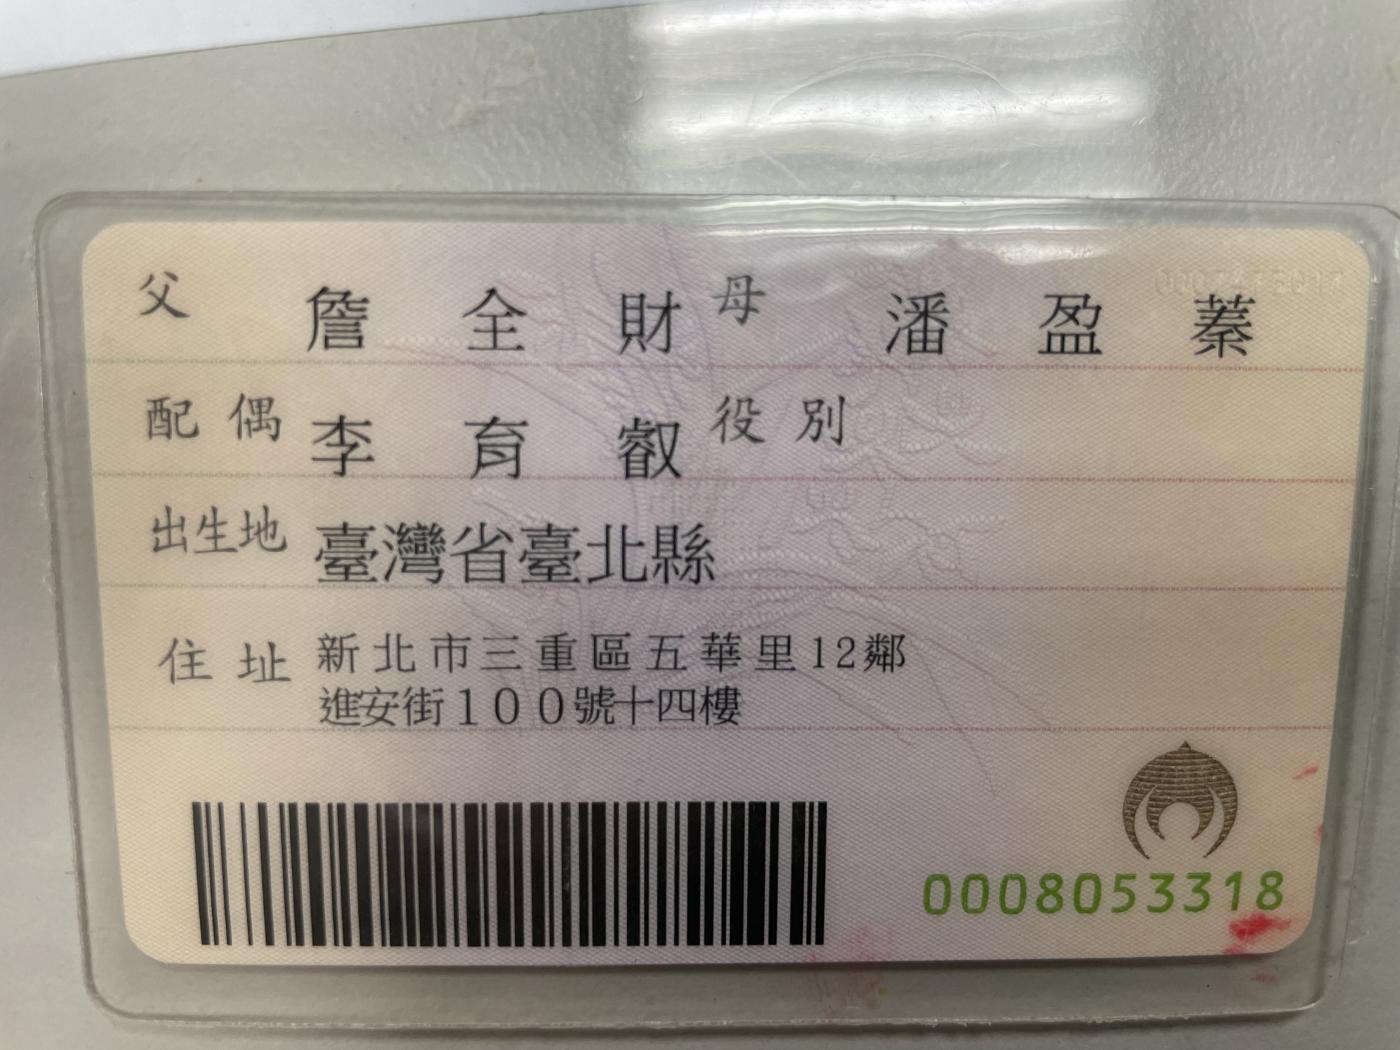 父 詹全財 母 潘盈蓁
配偶 李育叡 役別
出生地 臺灣省臺北縣
住址 新北市三重區五華里12鄰
進安街100號十四樓
0008053318